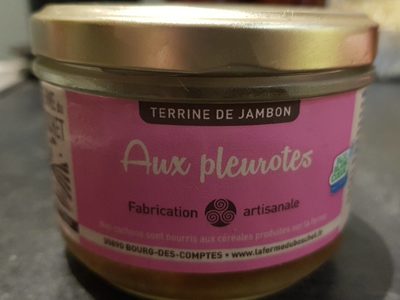 TERRINE DE JAMBON
Aux pleurotes
Fabrication artisanale
Nos cochons sont nourris aux céréales produites sur la ferme
35890 BOURG-DES-COMPTES • www.lafermedubouchet.fr